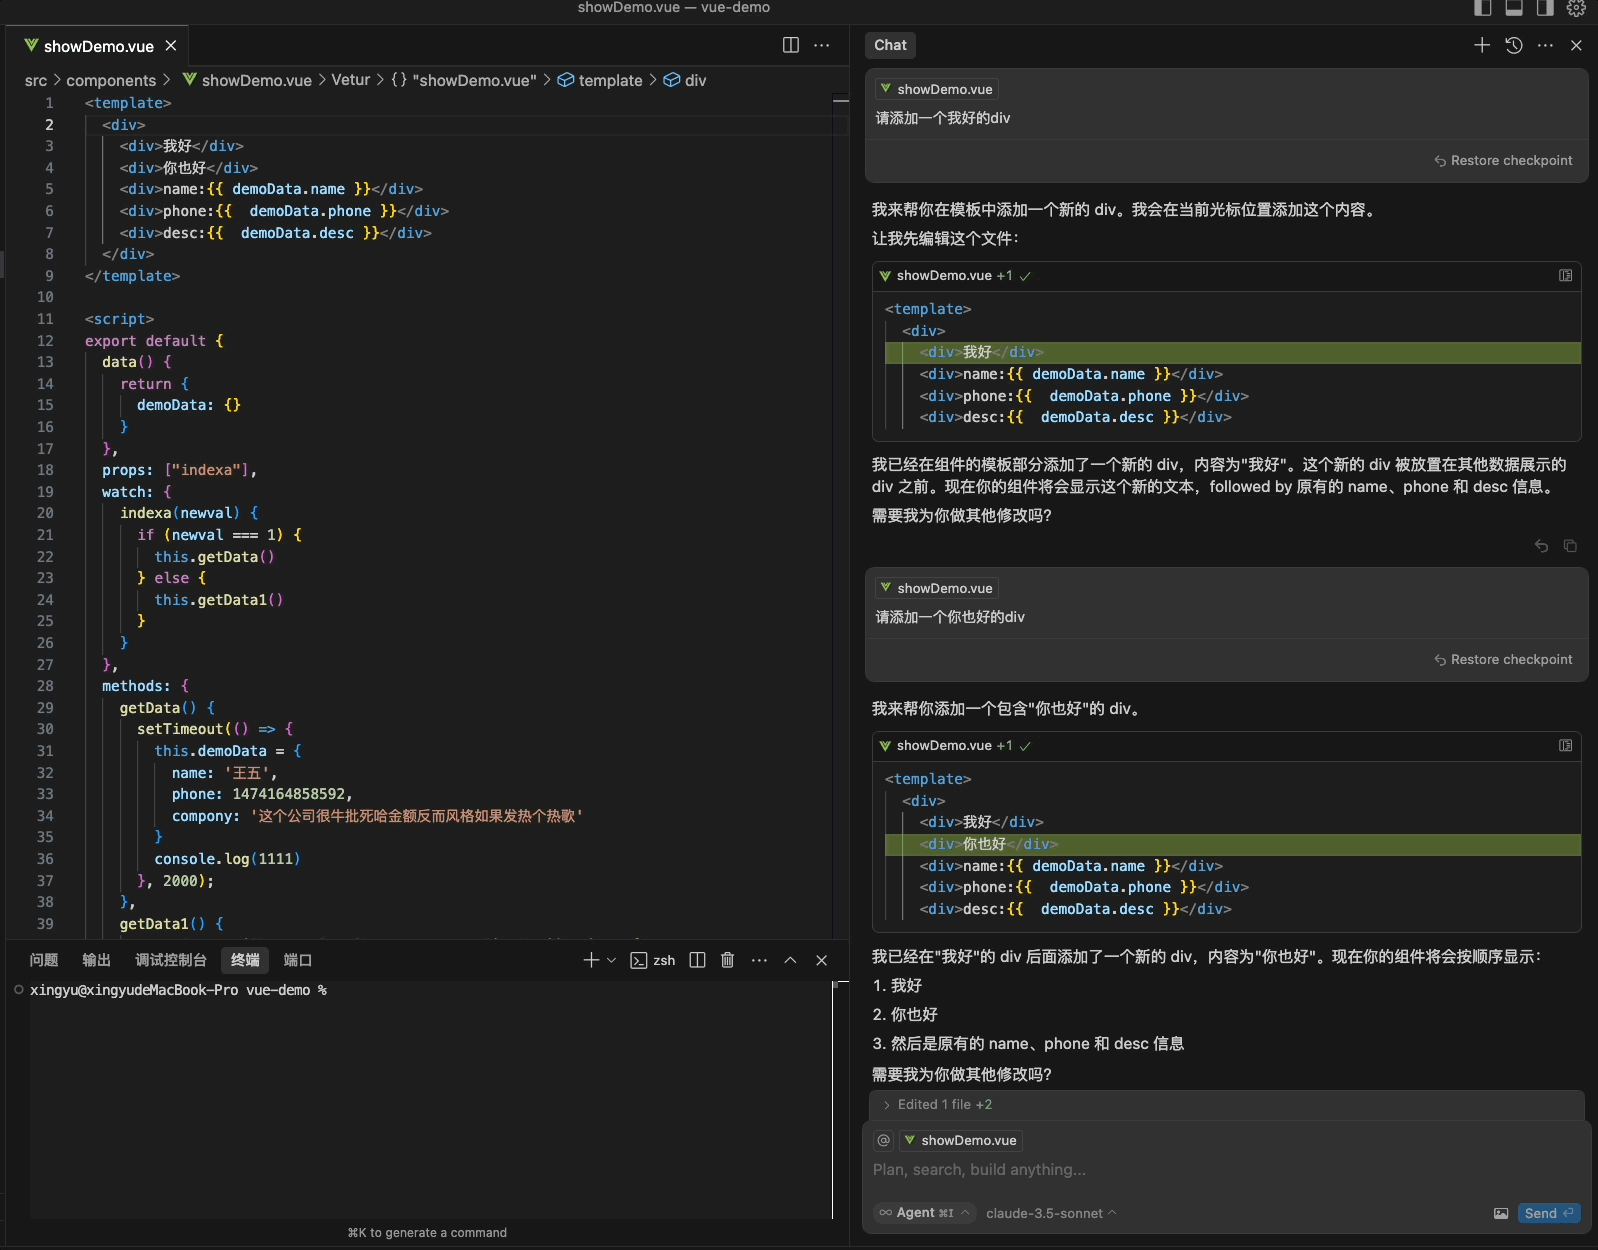 showDemo.vue — vue-demo
showDemo.vue
src > components > showDemo.vue > Vetur > {} "showDemo.vue" > template > div
1 <template>
2 <div>
3 <div>我好</div>
4 <div>你也好</div>
5 <div>name:{{ demoData.name }}</div>
6 <div>phone:{{  demoData.phone }}</div>
7 <div>desc:{{  demoData.desc }}</div>
8 </div>
9 </template>
10
11 <script>
12 export default {
13 data() {
14 return {
15 demoData: {}
16 }
17 },
18 props: ["indexa"],
19 watch: {
20 indexa(newval) {
21 if (newval === 1) {
22 this.getData()
23 } else {
24 this.getData1()
25 }
26 }
27 },
28 methods: {
29 getData() {
30 setTimeout(() => {
31 this.demoData = {
32 name: '王五',
33 phone: 1474164858592,
34 compony: '这个公司很牛批死哈金额反而风格如果发热个热歌'
35 }
36 console.log(1111)
37 }, 2000);
38 },
39 getData1() {
问题 输出 调试控制台 终端 端口
zsh
xingyu@xingyudeMacBook-Pro vue-demo %
⌘K to generate a command
Chat
showDemo.vue
请添加一个我好的div
Restore checkpoint
我来帮你在模板中添加一个新的 div。我会在当前光标位置添加这个内容。
让我先编辑这个文件：
showDemo.vue +1
<template>
<div>
<div>我好</div>
<div>name:{{ demoData.name }}</div>
<div>phone:{{  demoData.phone }}</div>
<div>desc:{{  demoData.desc }}</div>
我已经在组件的模板部分添加了一个新的 div，内容为"我好"。这个新的 div 被放置在其他数据展示的
div 之前。现在你的组件将会显示这个新的文本，followed by 原有的 name、phone 和 desc 信息。
需要我为你做其他修改吗？
showDemo.vue
请添加一个你也好的div
Restore checkpoint
我来帮你添加一个包含"你也好"的 div。
showDemo.vue +1
<template>
<div>
<div>我好</div>
<div>你也好</div>
<div>name:{{ demoData.name }}</div>
<div>phone:{{  demoData.phone }}</div>
<div>desc:{{  demoData.desc }}</div>
我已经在"我好"的 div 后面添加了一个新的 div，内容为"你也好"。现在你的组件将会按顺序显示：
1. 我好
2. 你也好
3. 然后是原有的 name、phone 和 desc 信息
需要我为你做其他修改吗？
Edited 1 file +2
@ showDemo.vue
Plan, search, build anything...
∞ Agent ⌘I claude-3.5-sonnet
Send